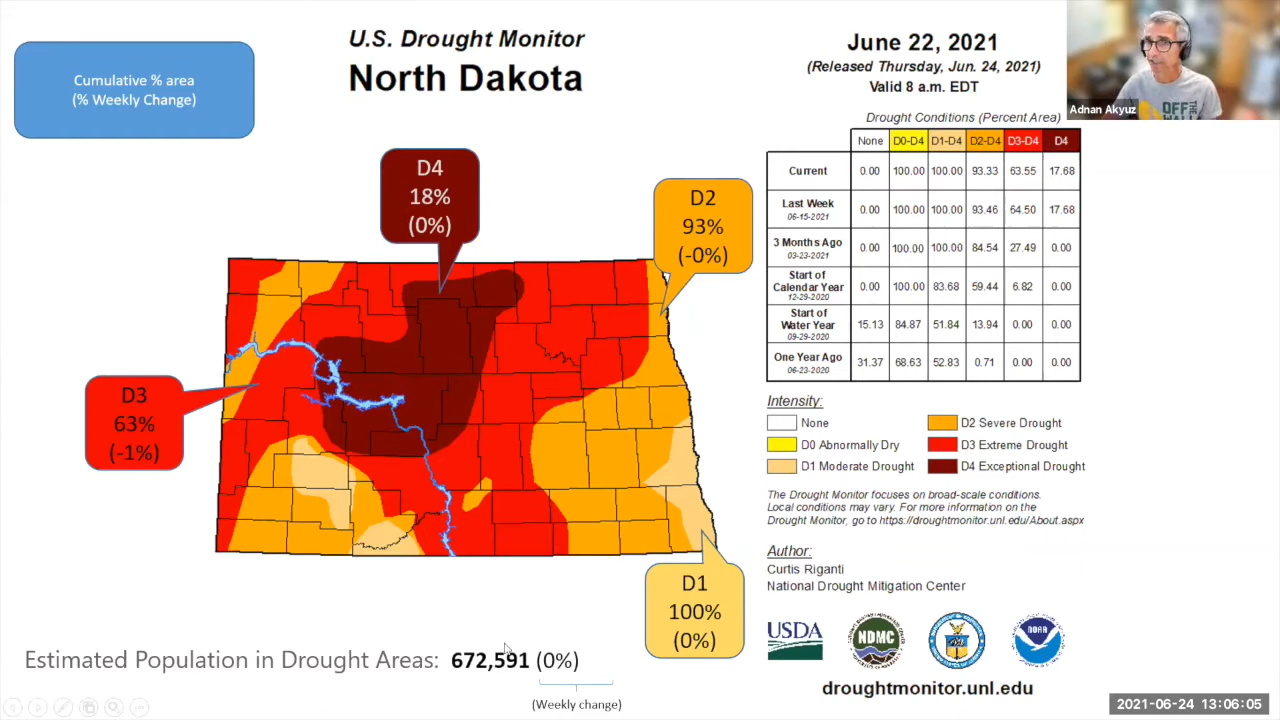 Cumulative % area
(% Weekly Change)
U.S. Drought Monitor
North Dakota
June 22, 2021
(Released Thursday, Jun. 24, 2021)
Valid 8 a.m. EDT
Adnan Akyuz
OFF
THE
Drought Conditions (Percent Area)
None D0-D4 D1-D4 D2-D4 D3-D4 D4
Current 0.00 100.00 100.00 93.33 63.55 17.68
Last Week
06-15-2021
0.00 100.00 100.00 93.46 64.50 17.68
3 Months Ago
03-23-2021
0.00 100.00 100.00 84.54 27.49 0.00
Start of
Calendar Year
12-29-2020
0.00 100.00 83.68 59.44 6.82 0.00
Start of
Water Year
09-29-2020
15.13 84.87 51.84 13.94 0.00 0.00
One Year Ago
06-23-2020
31.37 68.63 52.83 0.71 0.00 0.00
D4
18%
(0%)
D2
93%
(-0%)
D3
63%
(-1%)
D1
100%
(0%)
Intensity:
None
D0 Abnormally Dry
D1 Moderate Drought
D2 Severe Drought
D3 Extreme Drought
D4 Exceptional Drought
The Drought Monitor focuses on broad-scale conditions.
Local conditions may vary. For more information on the
Drought Monitor, go to https://droughtmonitor.unl.edu/About.aspx
Author:
Curtis Riganti
National Drought Mitigation Center
USDA
NDMC
NOAA
droughtmonitor.unl.edu
Estimated Population in Drought Areas: 672,591 (0%)
(Weekly change)
2021-06-24 13:06:05